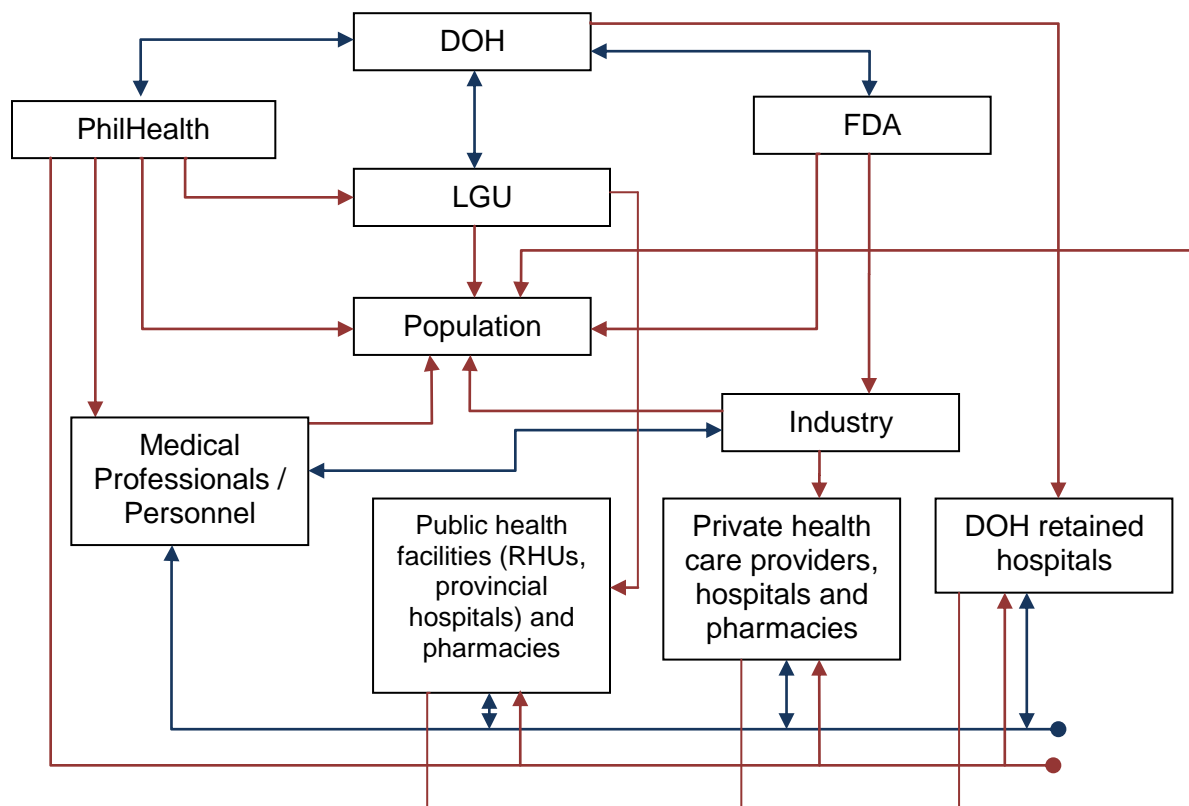 DOH
PhilHealth
FDA
LGU
Population
Industry
Medical
Professionals /
Personnel
Public health
facilities (RHUs,
provincial
hospitals) and
pharmacies
Private health
care providers,
hospitals and
pharmacies
DOH retained
hospitals